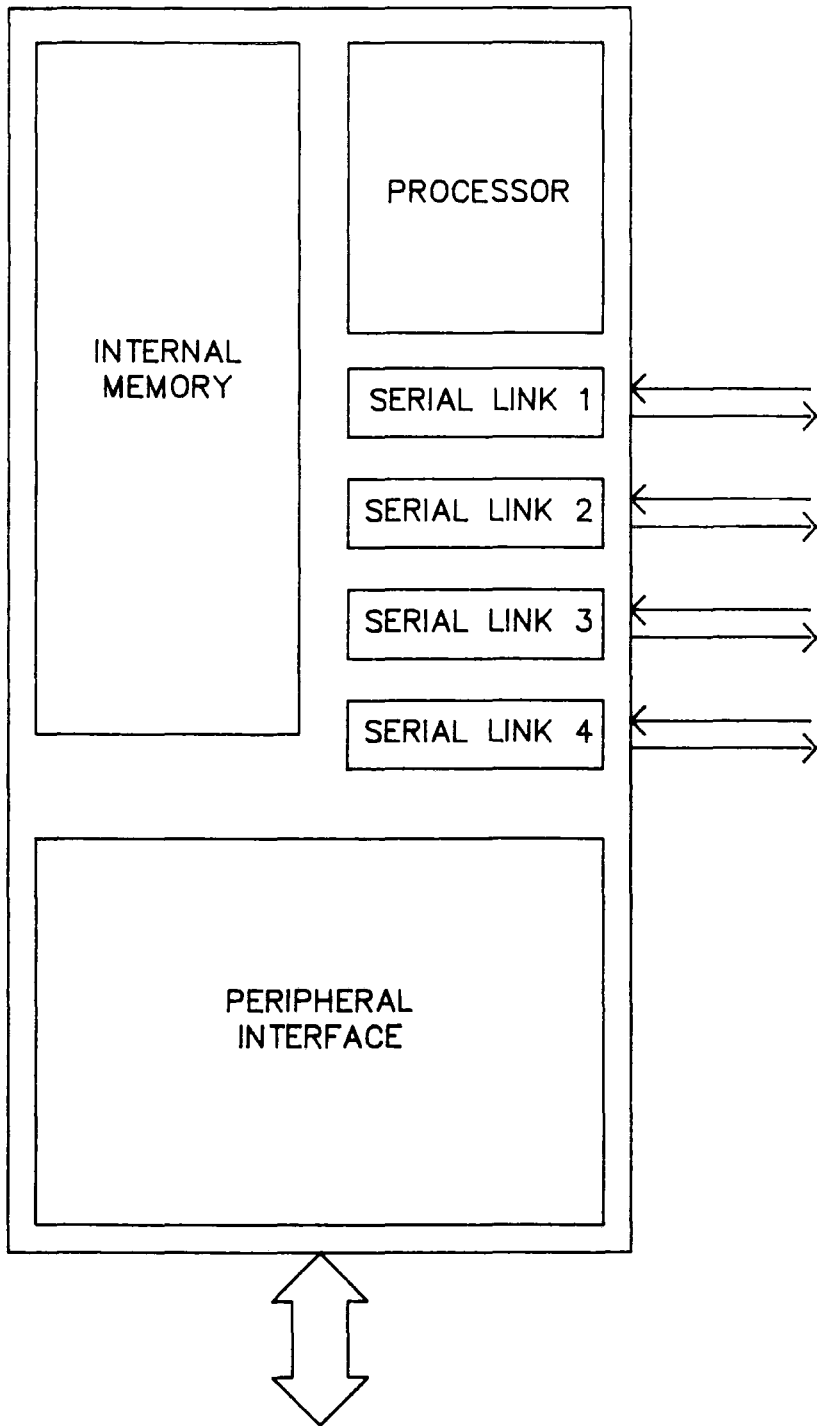 INTERNAL
MEMORY
PROCESSOR
SERIAL LINK 1
SERIAL LINK 2
SERIAL LINK 3
SERIAL LINK 4
PERIPHERAL
INTERFACE